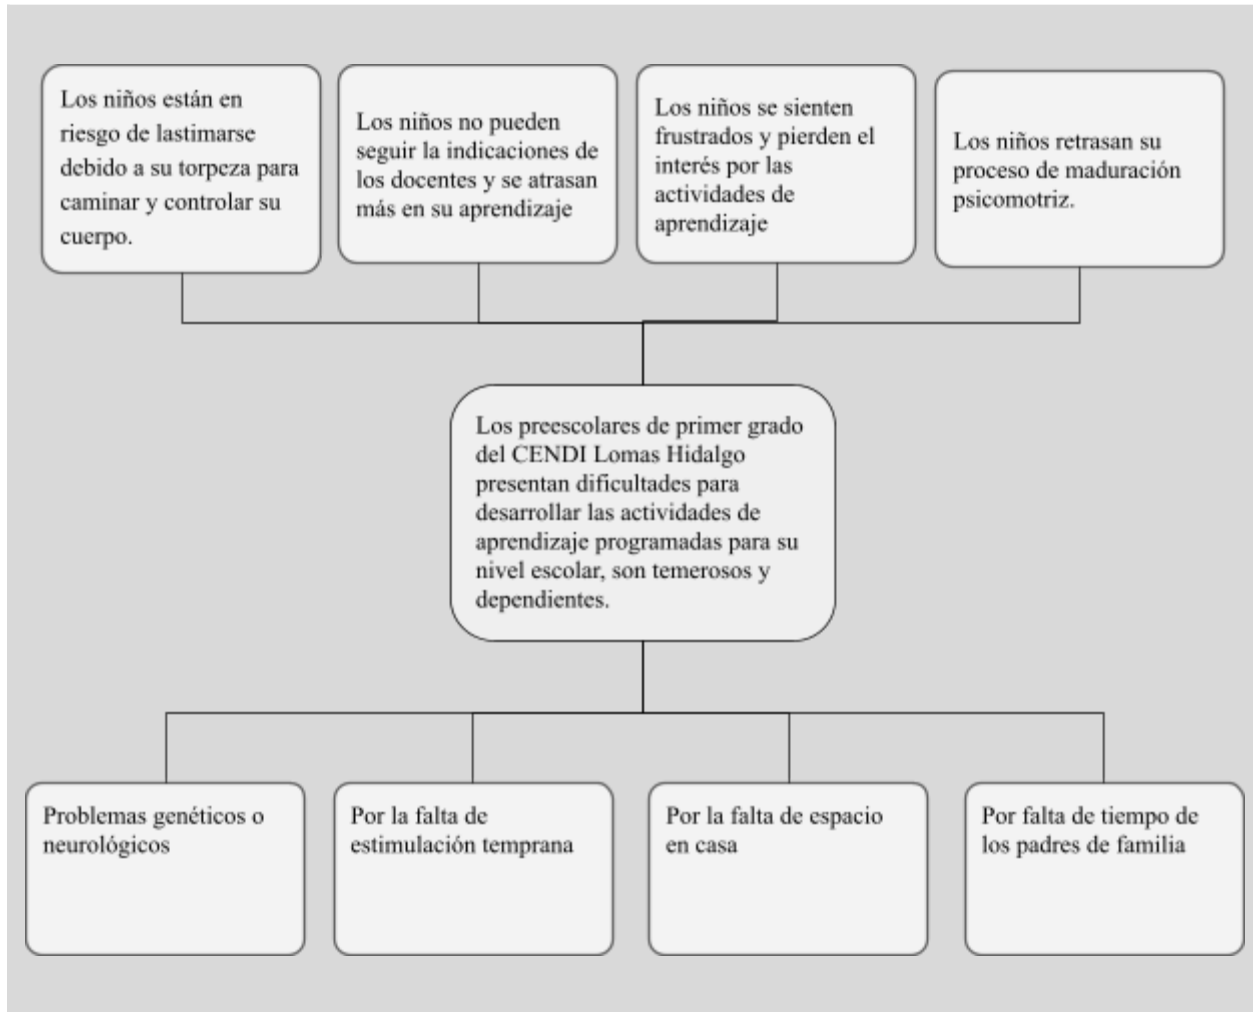 Los niños están en
riesgo de lastimarse
debido a su torpeza para
caminar y controlar su
cuerpo.
Los niños no pueden
seguir la indicaciones de
los docentes y se atrasan
más en su aprendizaje
Los niños se sienten
frustrados y pierden el
interés por las
actividades de
aprendizaje
Los niños retrasan su
proceso de maduración
psicomotriz.
Los preescolares de primer grado
del CENDI Lomas Hidalgo
presentan dificultades para
desarrollar las actividades de
aprendizaje programadas para su
nivel escolar, son temerosos y
dependientes.
Problemas genéticos o
neurológicos
Por la falta de
estimulación temprana
Por la falta de espacio
en casa
Por falta de tiempo de
los padres de familia